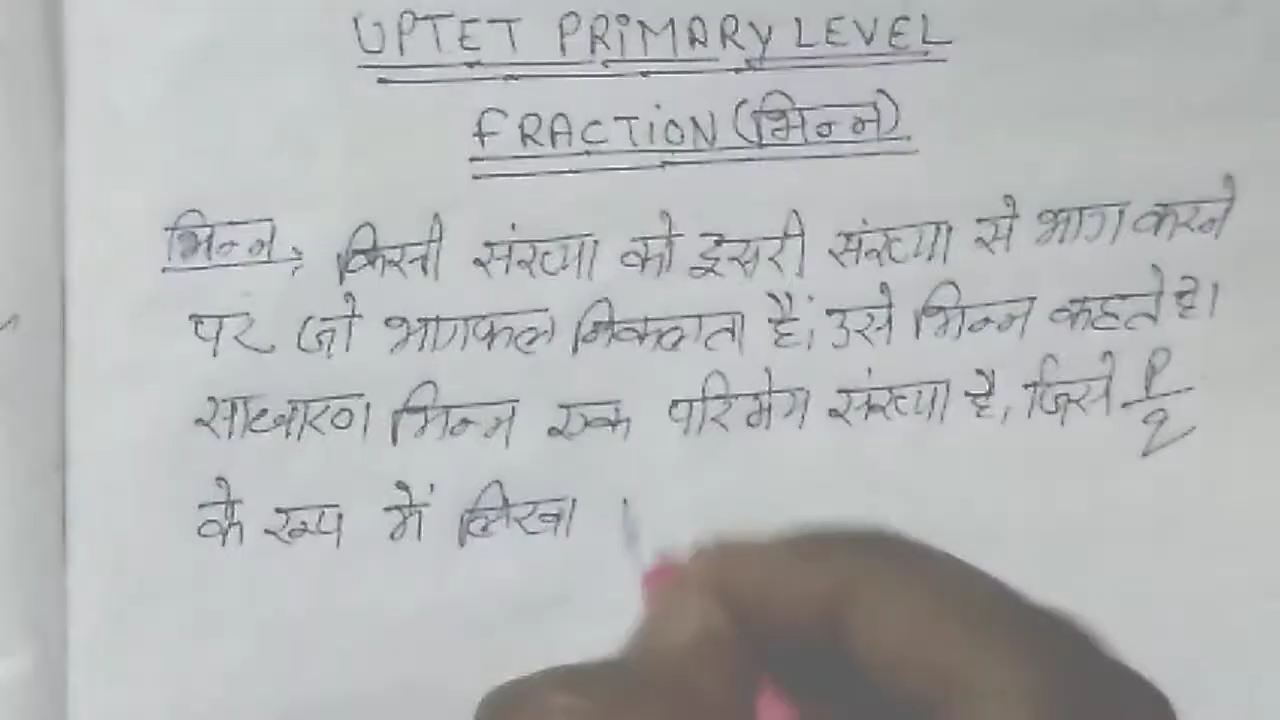 UPTET PRIMARY LEVEL
FRACTION (भिन्न)
भिन्न: किसी संख्या को दुसरी संख्या से भाग करने
पर जो भागफल निकलता है, उसे भिन्न कहते है।
साधारण भिन्न एक परिमेय संख्या है, जिसे p/q
के रूप में लिखा